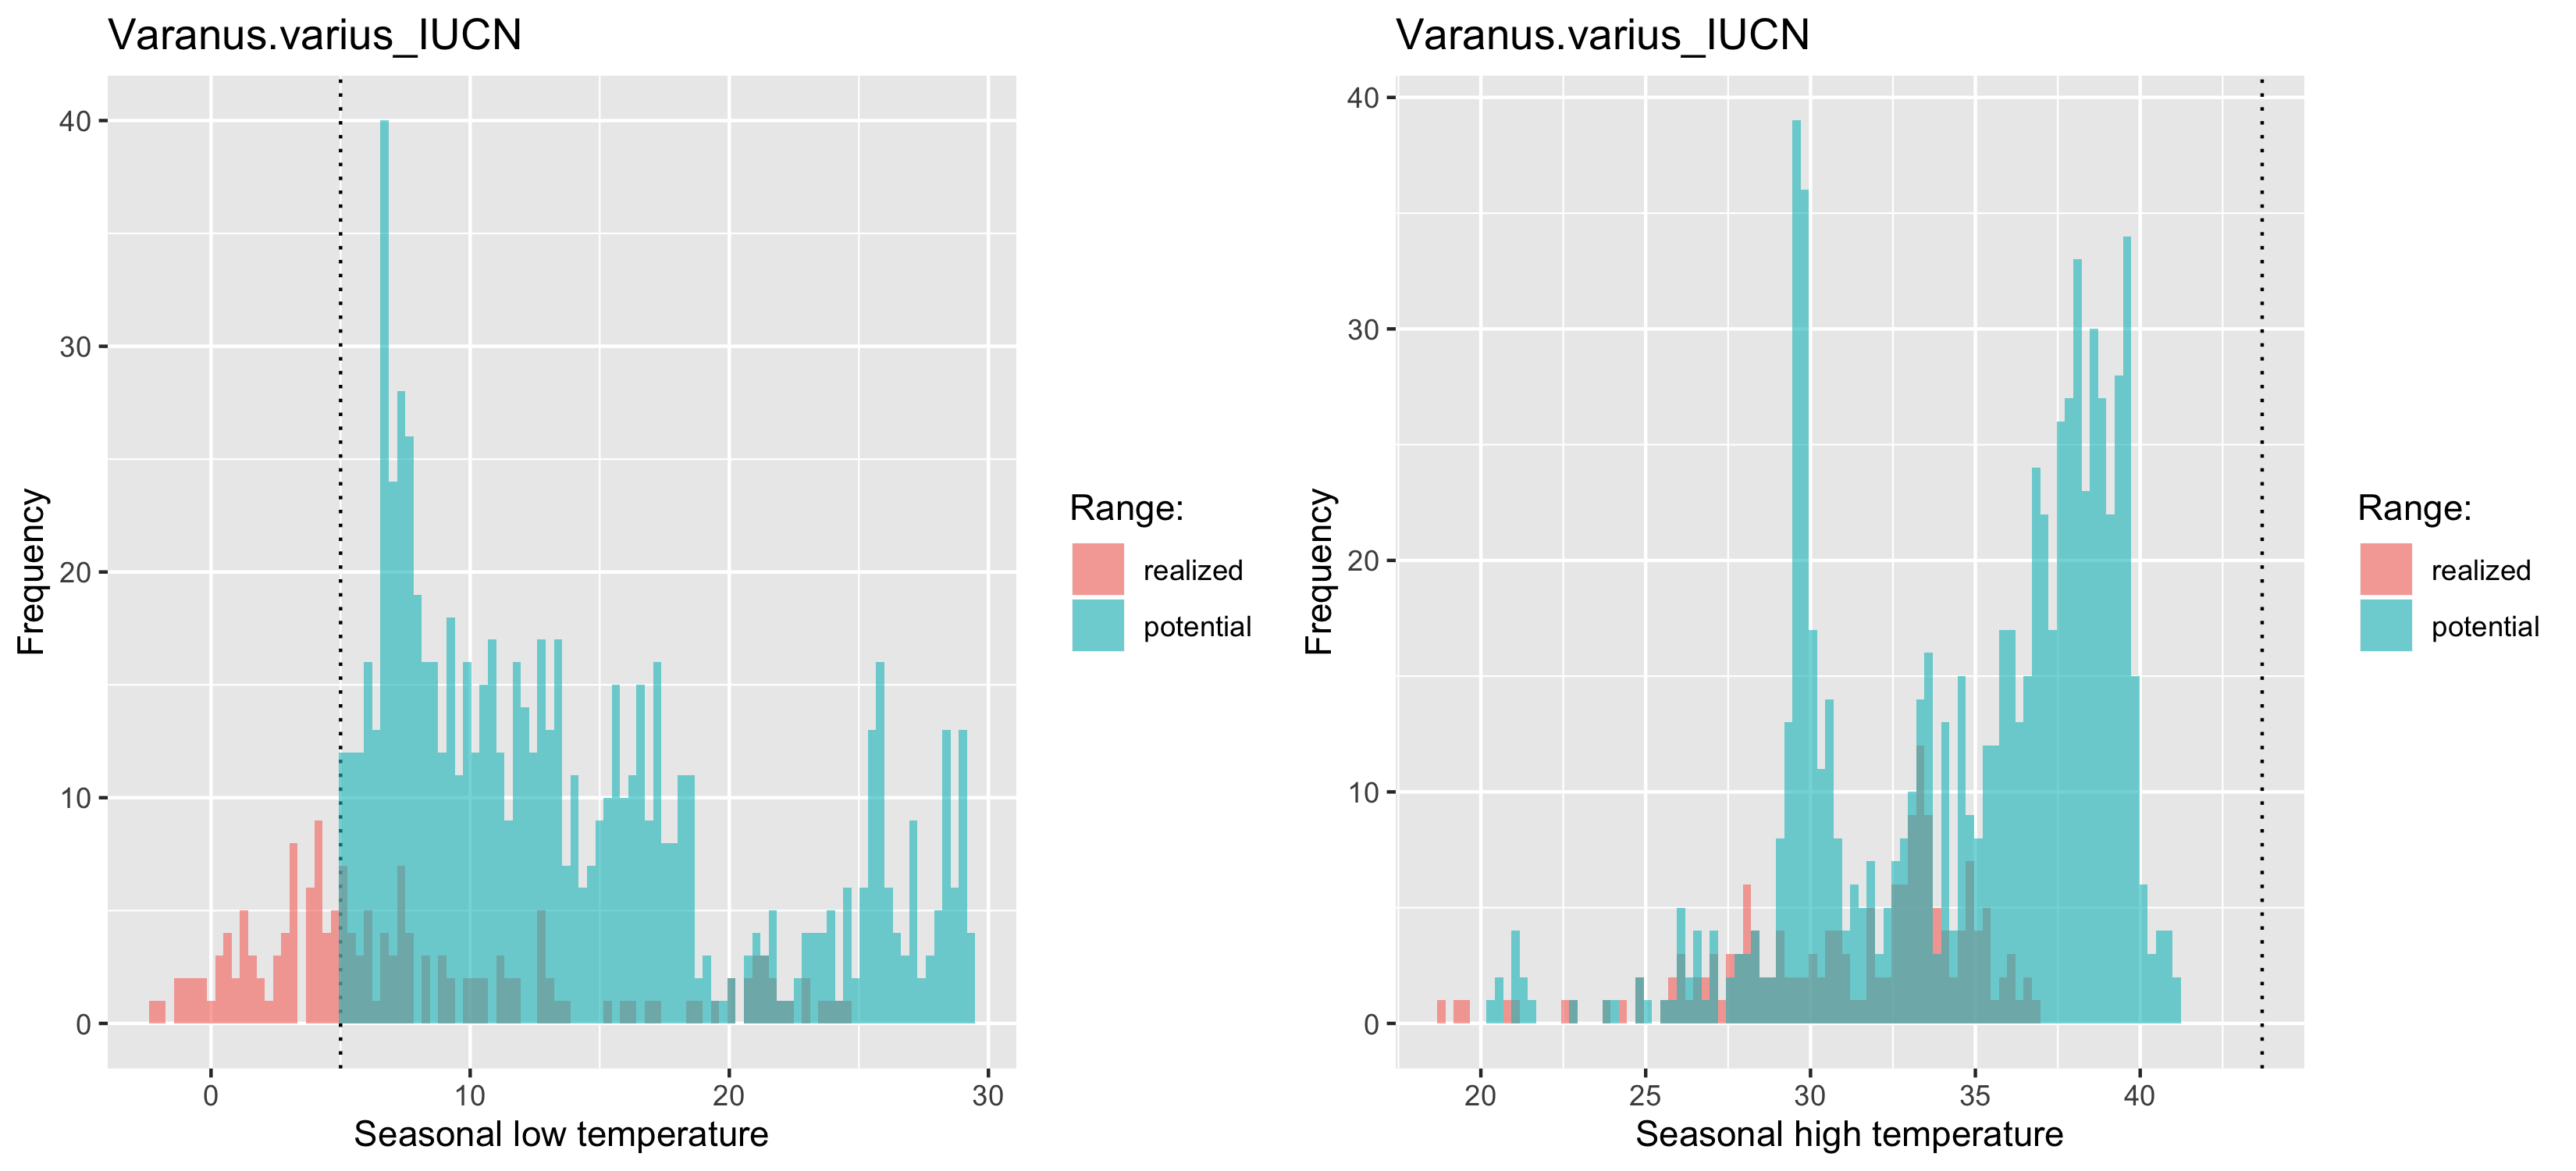 Varanus.varius_IUCN
40
30
20
10
0
Frequency
0 10 20 30
Seasonal low temperature
Range:
realized
potential
Varanus.varius_IUCN
40
30
20
10
0
Frequency
20 25 30 35 40
Seasonal high temperature
Range:
realized
potential